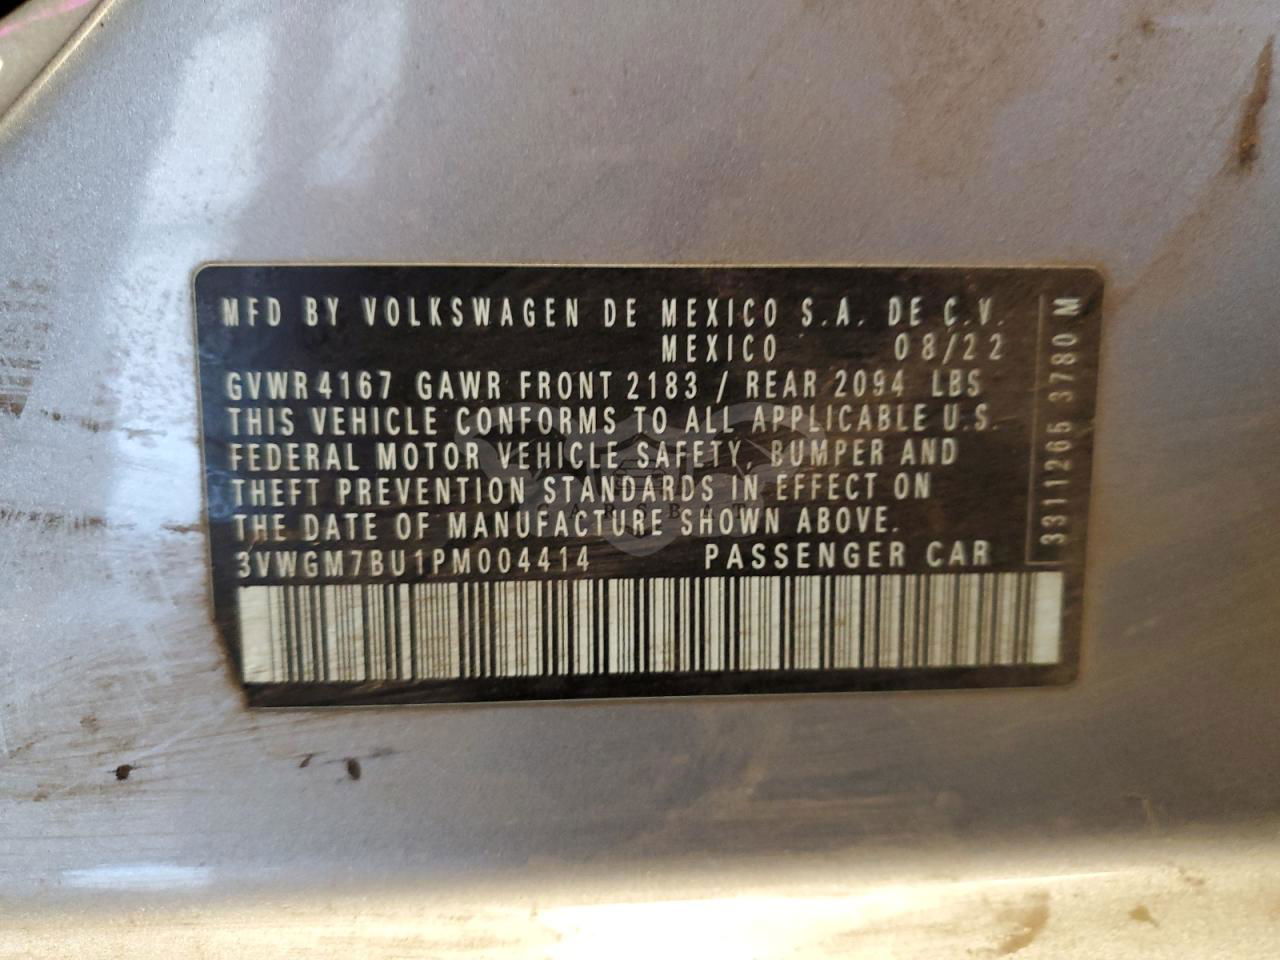 MFD BY VOLKSWAGEN DE MEXICO S.A. DE C.V.
MEXICO 08/22
GVWR 4167 GAWR FRONT 2183 / REAR 2094 LBS
THIS VEHICLE CONFORMS TO ALL APPLICABLE U.S.
FEDERAL MOTOR VEHICLE SAFETY, BUMPER AND
THEFT PREVENTION STANDARDS IN EFFECT ON
THE DATE OF MANUFACTURE SHOWN ABOVE.
3VWGM7BU1PM004414 PASSENGER CAR
3311265 3780 M